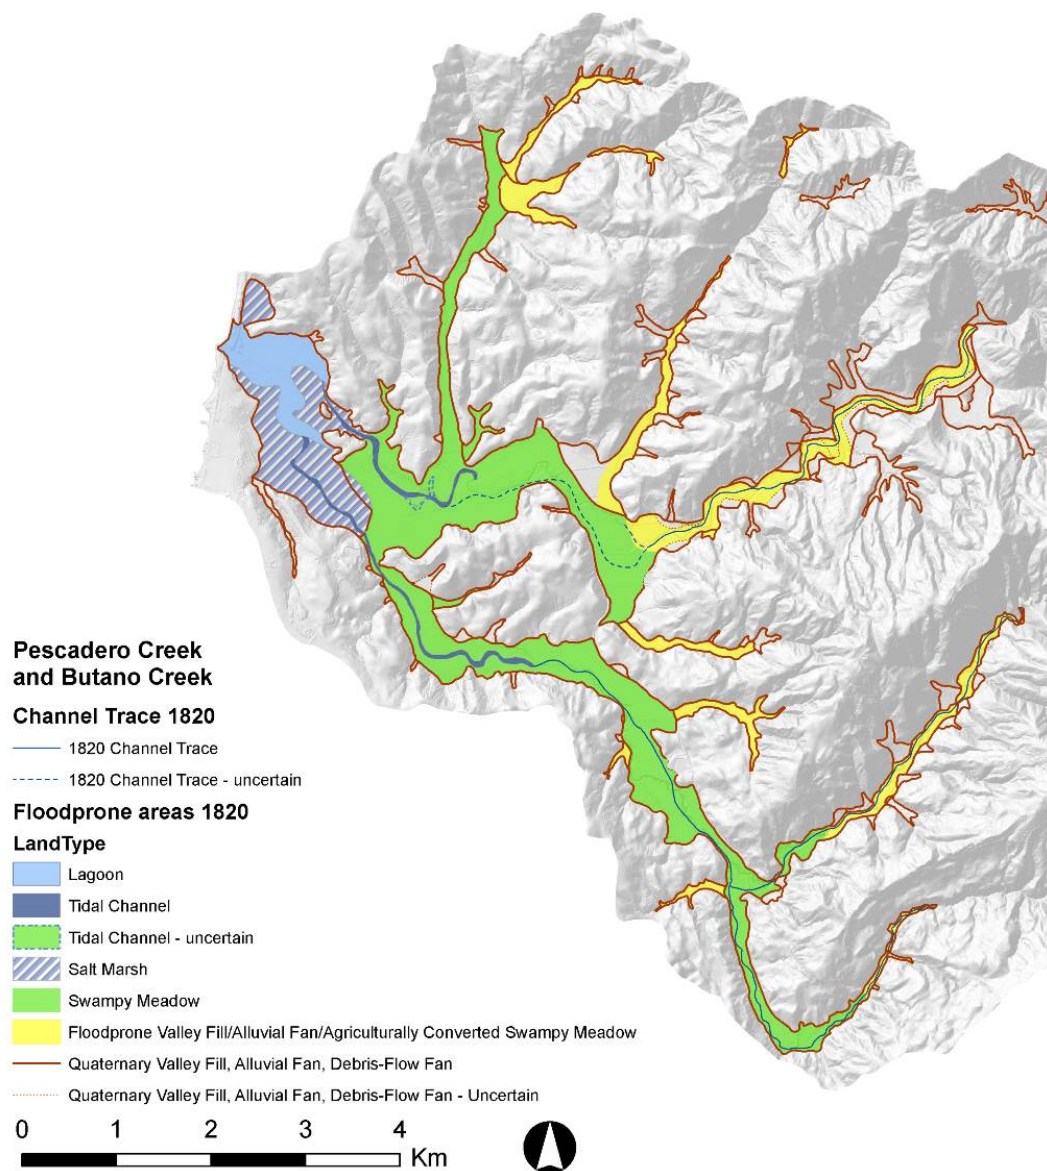 Pescadero Creek
and Butano Creek
Channel Trace 1820
1820 Channel Trace
1820 Channel Trace - uncertain
Floodprone areas 1820
LandType
Lagoon
Tidal Channel
Tidal Channel - uncertain
Salt Marsh
Swampy Meadow
Floodprone Valley Fill/Alluvial Fan/Agriculturally Converted Swampy Meadow
Quaternary Valley Fill, Alluvial Fan, Debris-Flow Fan
Quaternary Valley Fill, Alluvial Fan, Debris-Flow Fan - Uncertain
0 1 2 3 4
Km